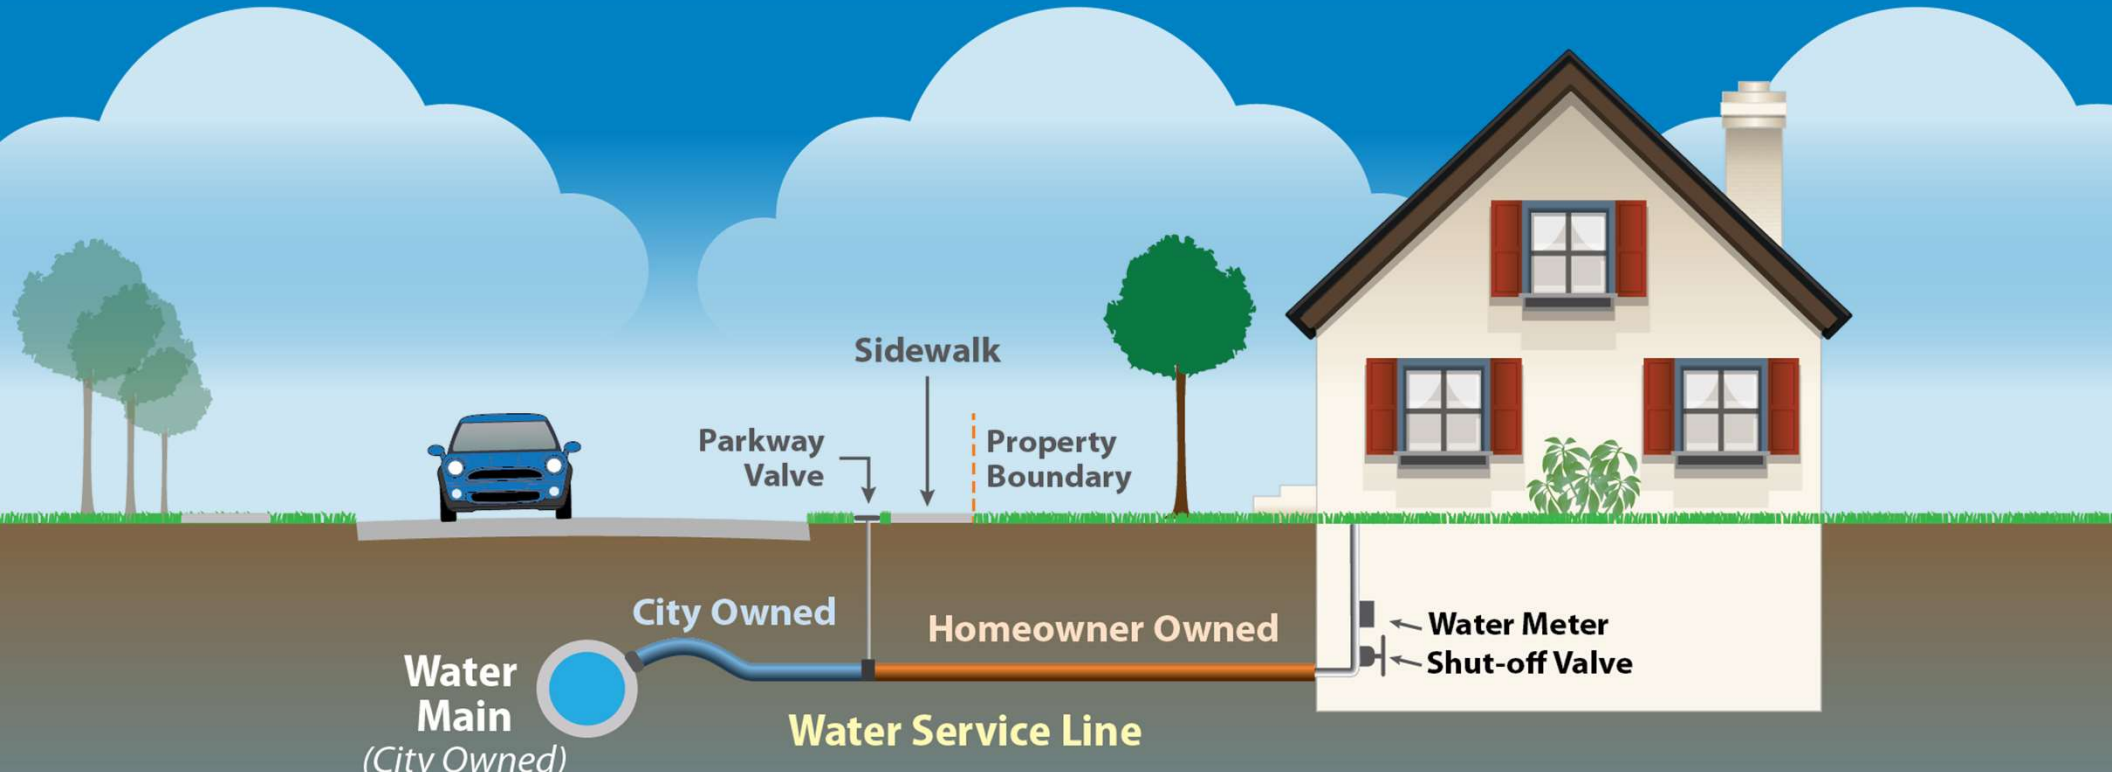 Sidewalk
Parkway
Valve
Property
Boundary
City Owned
Homeowner Owned
Water Meter
Shut-off Valve
Water
Main
(City Owned)
Water Service Line